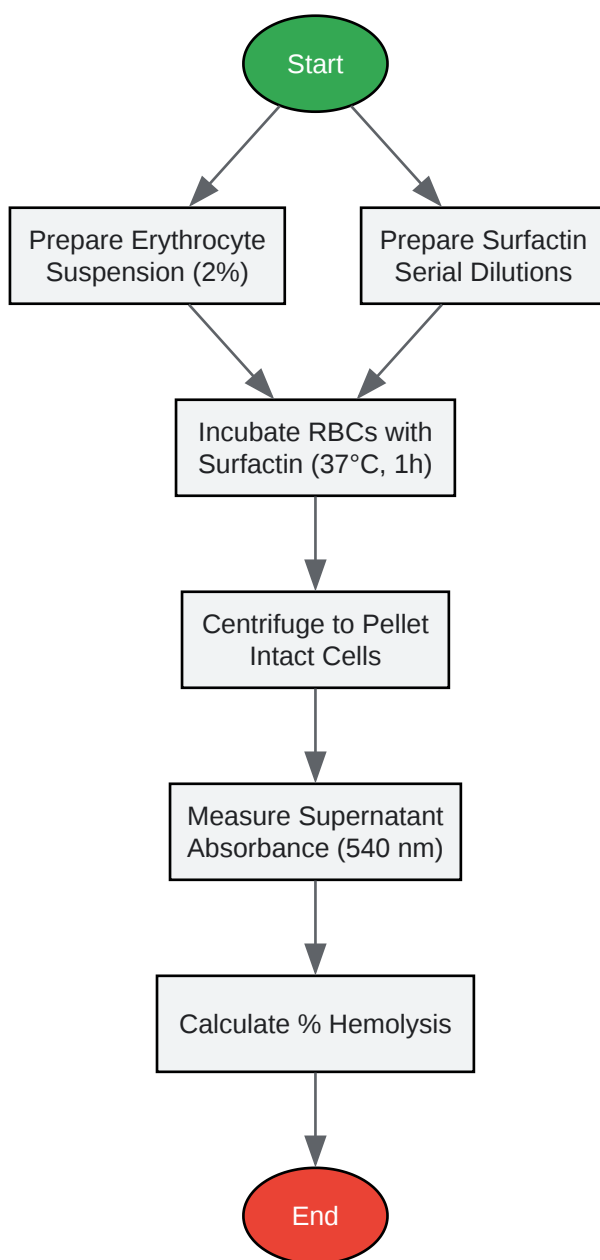 Start
Prepare Erythrocyte
Suspension (2%)
Prepare Surfactin
Serial Dilutions
Incubate RBCs with
Surfactin (37°C, 1h)
Centrifuge to Pellet
Intact Cells
Measure Supernatant
Absorbance (540 nm)
Calculate % Hemolysis
End